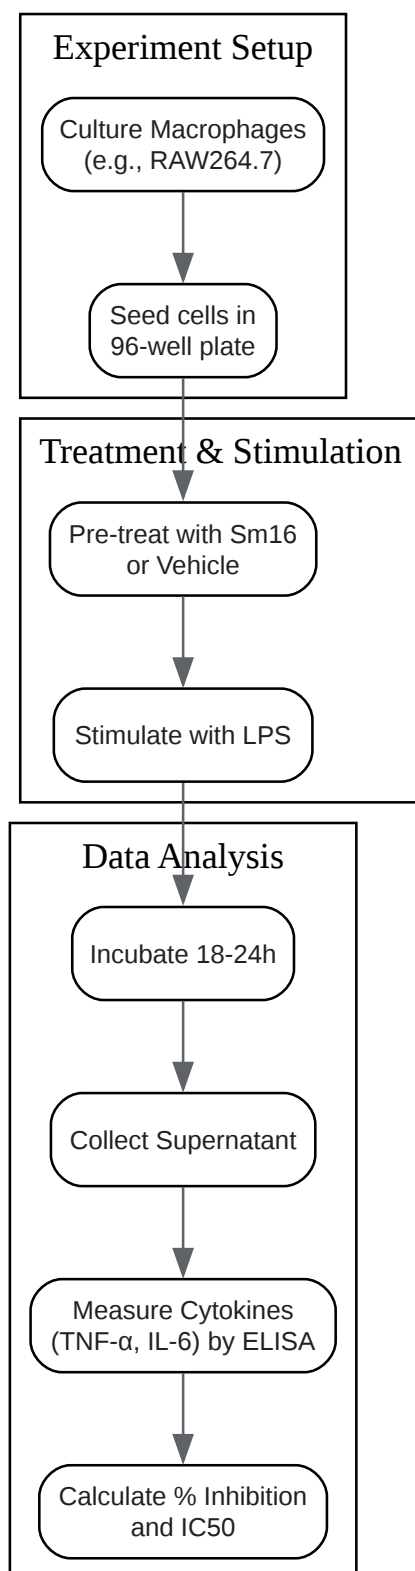 Experiment Setup
Culture Macrophages
(e.g., RAW264.7)
Seed cells in
96-well plate
Treatment & Stimulation
Pre-treat with Sm16
or Vehicle
Stimulate with LPS
Data Analysis
Incubate 18-24h
Collect Supernatant
Measure Cytokines
(TNF-α, IL-6) by ELISA
Calculate % Inhibition
and IC50